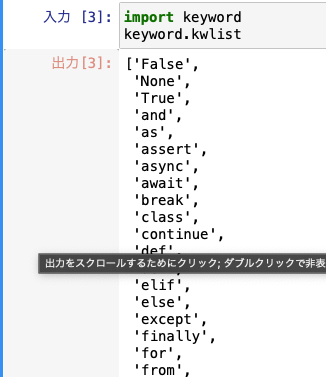 入力 [3]: import keyword
keyword.kwlist
出力[3]: ['False',
'None',
'True',
'and',
'as',
'assert',
'async',
'await',
'break',
'class',
'continue',
'def',
出力をスクロールするためにクリック; ダブルクリックで非表
'elif',
'else',
'except',
'finally',
'for',
'from',